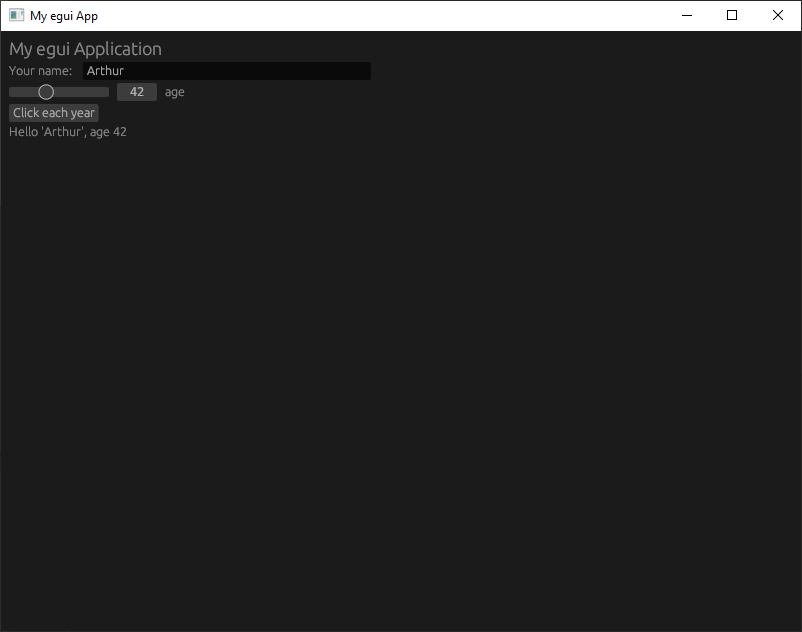 My egui App
My egui Application
Your name: Arthur
42 age
Click each year
Hello 'Arthur', age 42